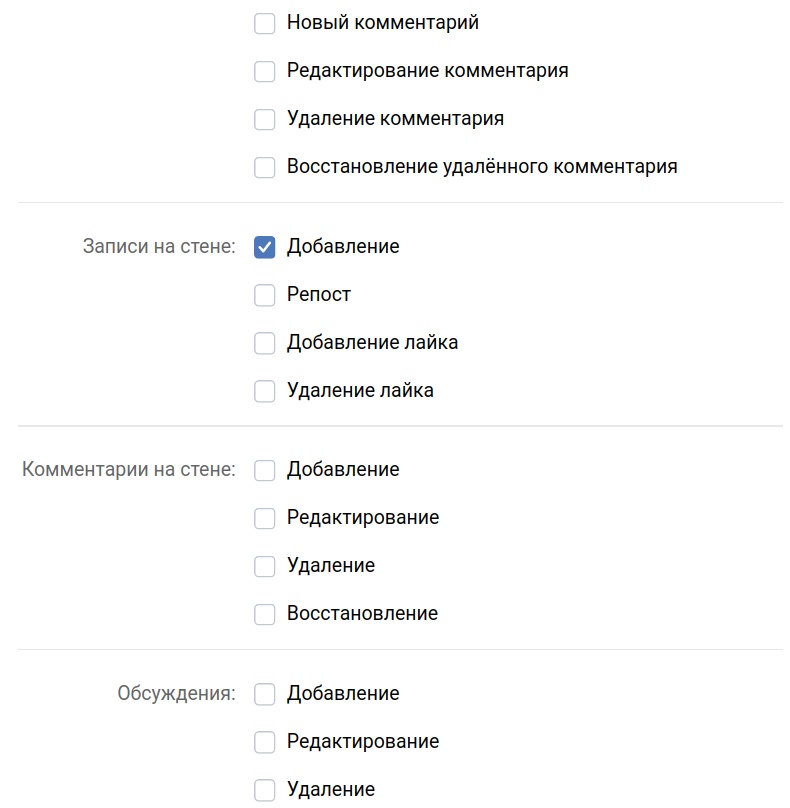 Новый комментарий
Редактирование комментария
Удаление комментария
Восстановление удалённого комментария
Записи на стене: Добавление
Репост
Добавление лайка
Удаление лайка
Комментарии на стене: Добавление
Редактирование
Удаление
Восстановление
Обсуждения: Добавление
Редактирование
Удаление